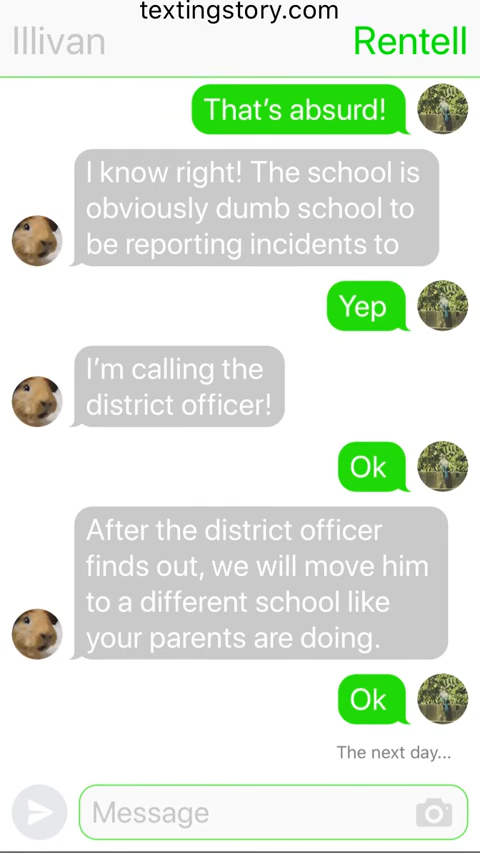 textingstory.com
Illivan
Rentell
That’s absurd!
I know right! The school is
obviously dumb school to
be reporting incidents to
Yep
I’m calling the
district officer!
Ok
After the district officer
finds out, we will move him
to a different school like
your parents are doing.
Ok
The next day...
Message